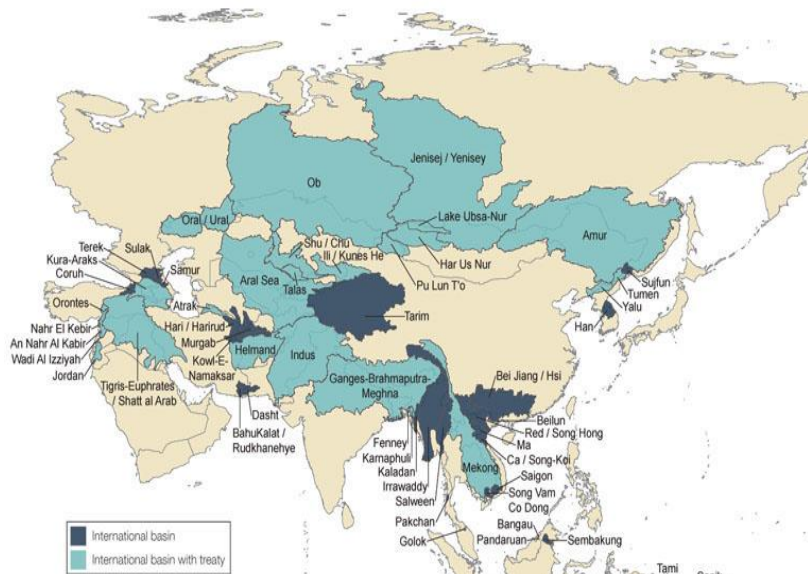 Jenisej / Yenisey
Ob
Lake Ubsa-Nur
Oral / Ural
Amur
Shu / Chu
Ili / Kunes He
Har Us Nur
Sulak
Terek
Kura-Araks
Coruh
Samur
Aral Sea
Talas
Pu Lun T'o
Sujfun
Tumen
Yalu
Orontes
Atrak
Tarim
Han
Nahr El Kebir
An Nahr Al Kabir
Wadi Al Izziyah
Jordan
Hari / Harirud
Murgab
Kowl-E-
Namaksar
Helmand
Indus
Tigris-Euphrates
/ Shatt al Arab
Ganges-Brahmaputra-
Meghna
Bei Jiang / Hsi
Dasht
BahuKalat /
Rudkhanehye
Beilun
Red / Song Hong
Ma
Ca / Song-Koi
Fenney
Karnaphuli
Kaladan
Irrawaddy
Salween
Mekong
Saigon
Song Vam
Co Dong
Pakchan
Golok
Bangau
Pandaruan
Sembakung
Tami
International basin
International basin with treaty